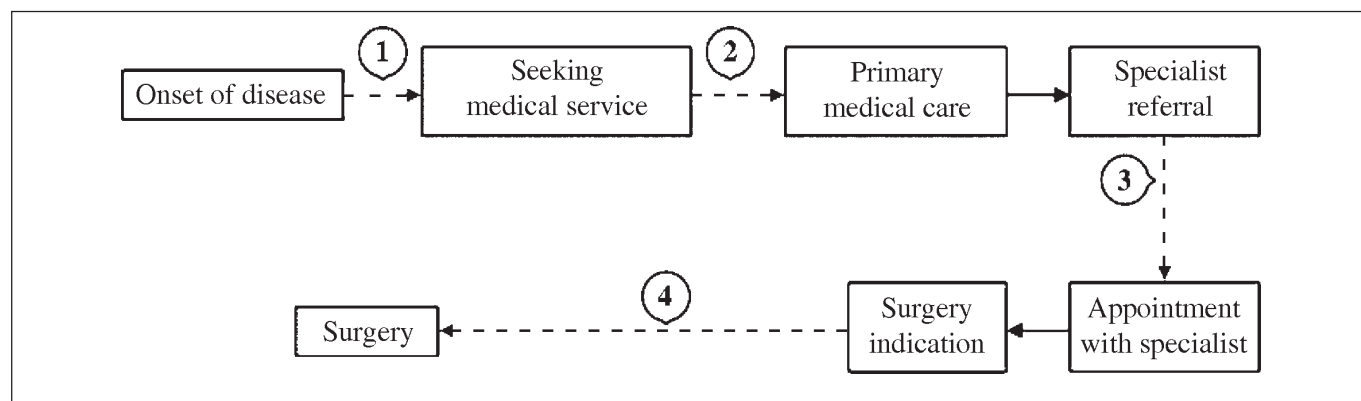 1
2
Onset of disease
Seeking
medical service
Primary
medical care
Specialist
referral
3
4
Surgery
Surgery
indication
Appointment
with specialist